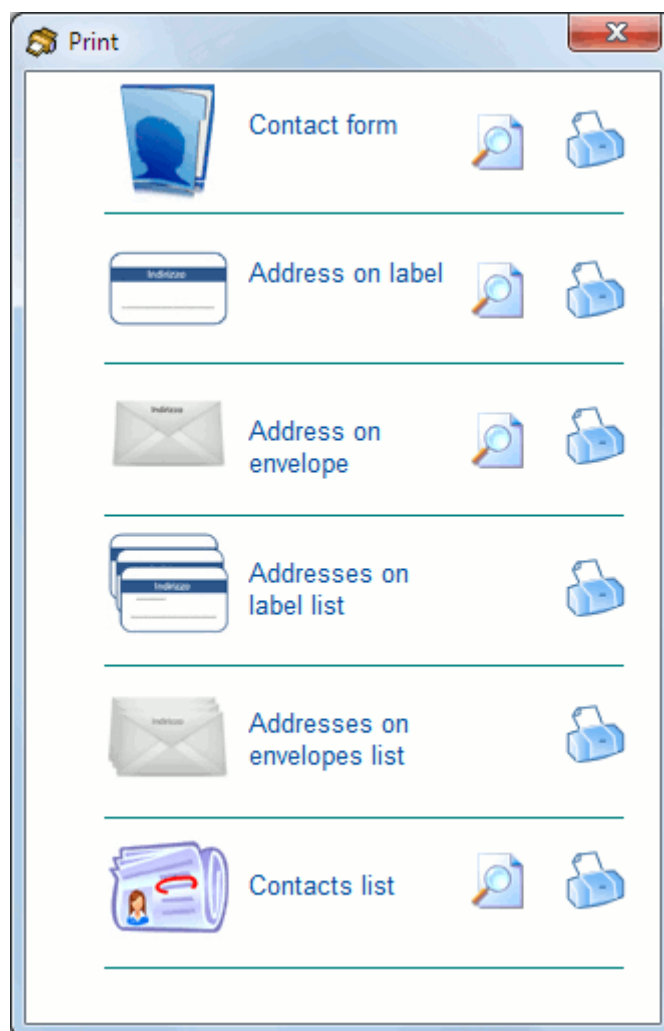 Print
Contact form
Indirizzo
Address on label
Indirizzo
Address on
envelope
Indirizzo
Addresses on
label list
Indirizzo
Addresses on
envelopes list
Contacts list